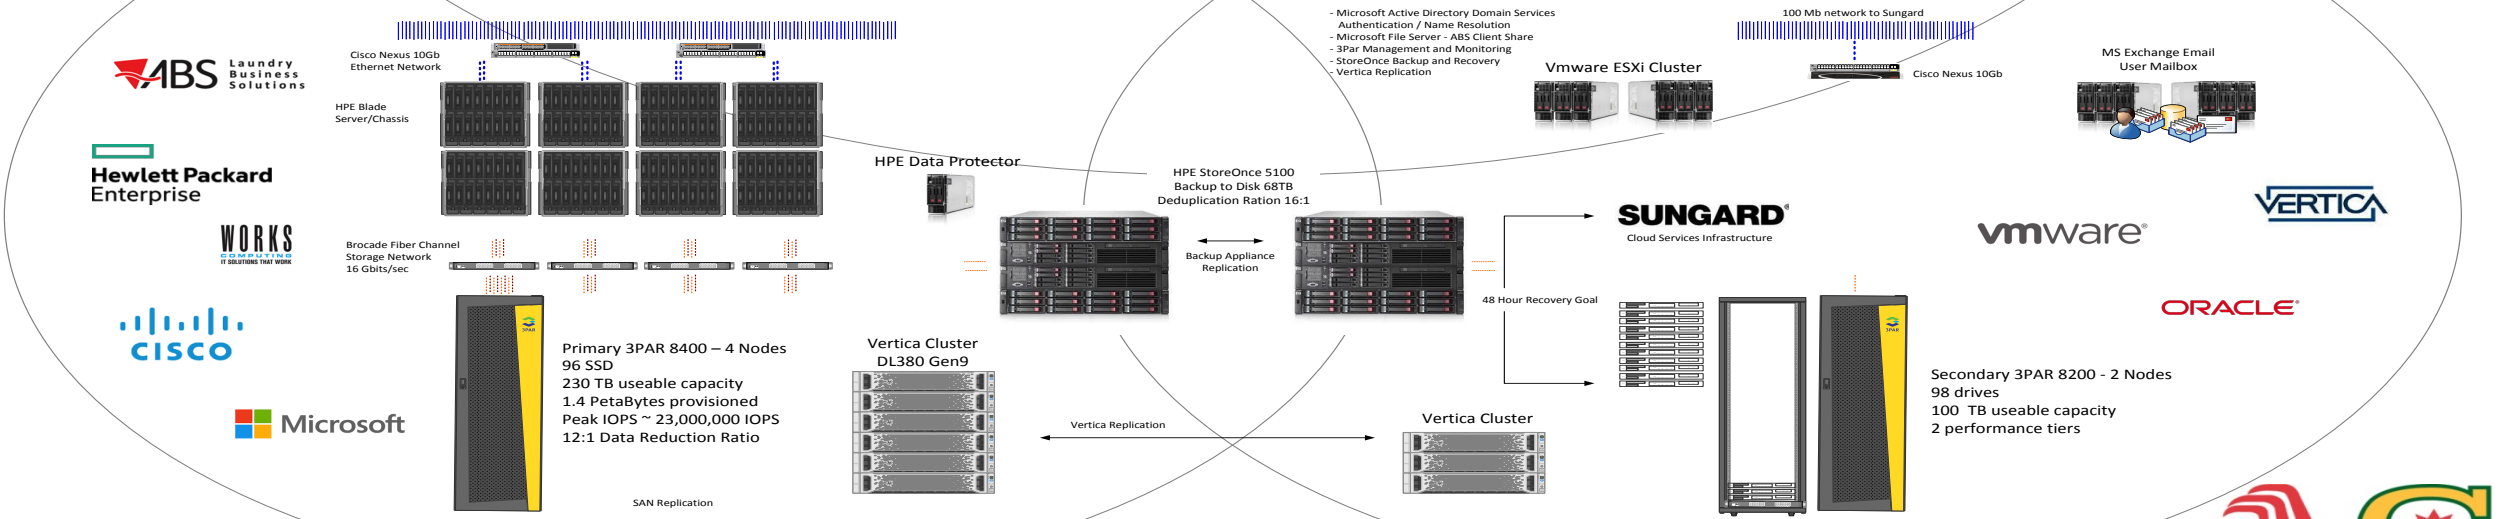 - Microsoft Active Directory Domain Services
Authentication / Name Resolution
- Microsoft File Server - ABS Client Share
- 3Par Management and Monitoring
- StoreOnce Backup and Recovery
- Vertica Replication
100 Mb network to Sungard
Cisco Nexus 10Gb
Ethernet Network
ABS Laundry
Business
Solutions
HPE Blade
Server/Chassis
Vmware ESXi Cluster
Cisco Nexus 10Gb
MS Exchange Email
User Mailbox
Hewlett Packard
Enterprise
HPE Data Protector
HPE StoreOnce 5100
Backup to Disk 68TB
Deduplication Ration 16:1
SUNGARD
Cloud Services Infrastructure
VERTICA
vmware
WORKS
COMPUTING
IT SOLUTIONS THAT WORK
Brocade Fiber Channel
Storage Network
16 Gbits/sec
Backup Appliance
Replication
48 Hour Recovery Goal
ORACLE
CISCO
3PAR
3PAR
Primary 3PAR 8400 – 4 Nodes
96 SSD
230 TB useable capacity
1.4 PetaBytes provisioned
Peak IOPS ~ 23,000,000 IOPS
12:1 Data Reduction Ratio
Vertica Cluster
DL380 Gen9
Secondary 3PAR 8200 - 2 Nodes
98 drives
100 TB useable capacity
2 performance tiers
Microsoft
Vertica Replication
Vertica Cluster
SAN Replication